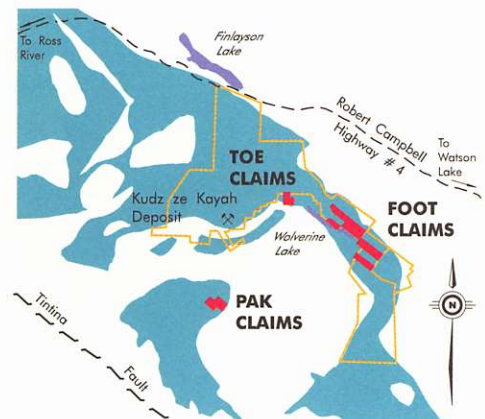 To Ross
River
Finlayson
Lake
Robert Campbell
Highway # 4
To
Watson
Lake
TOE
CLAIMS
Kudz ze Kayah
Deposit
FOOT
CLAIMS
Wolverine
Lake
PAK
CLAIMS
N
Tintina
Fault